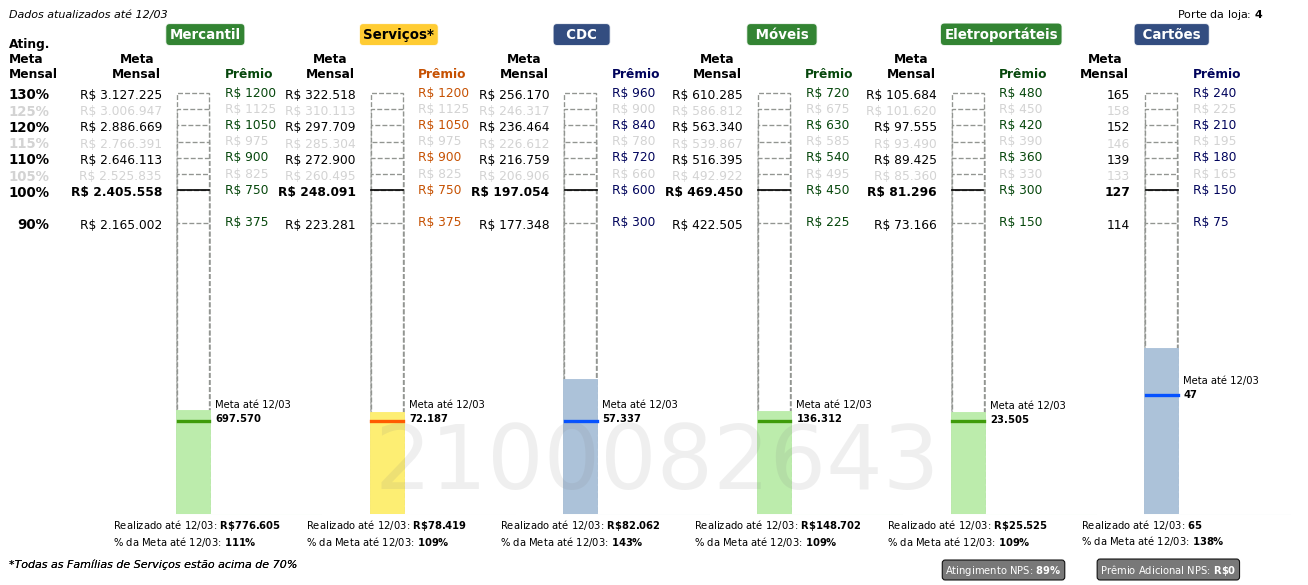 Dados atualizados até 12/03 Porte da loja: 4
Mercantil Serviços* CDC Móveis Eletroportáteis Cartões
Ating.
Meta Meta Meta Meta Meta Meta Meta
Mensal Mensal Prêmio Mensal Prêmio Mensal Prêmio Mensal Prêmio Mensal Prêmio Mensal Prêmio
130% R$ 3.127.225 R$ 1200 R$ 322.518 R$ 1200 R$ 256.170 R$ 960 R$ 610.285 R$ 720 R$ 105.684 R$ 480 165 R$ 240
125% R$ 3.006.947 R$ 1125 R$ 310.113 R$ 1125 R$ 246.317 R$ 900 R$ 586.812 R$ 675 R$ 101.620 R$ 450 158 R$ 225
120% R$ 2.886.669 R$ 1050 R$ 297.709 R$ 1050 R$ 236.464 R$ 840 R$ 563.340 R$ 630 R$ 97.555 R$ 420 152 R$ 210
115% R$ 2.766.391 R$ 975 R$ 285.304 R$ 975 R$ 226.612 R$ 780 R$ 539.867 R$ 585 R$ 93.490 R$ 390 146 R$ 195
110% R$ 2.646.113 R$ 900 R$ 272.900 R$ 900 R$ 216.759 R$ 720 R$ 516.395 R$ 540 R$ 89.425 R$ 360 139 R$ 180
105% R$ 2.525.835 R$ 825 R$ 260.495 R$ 825 R$ 206.906 R$ 660 R$ 492.922 R$ 495 R$ 85.360 R$ 330 133 R$ 165
100% R$ 2.405.558 R$ 750 R$ 248.091 R$ 750 R$ 197.054 R$ 600 R$ 469.450 R$ 450 R$ 81.296 R$ 300 127 R$ 150
90% R$ 2.165.002 R$ 375 R$ 223.281 R$ 375 R$ 177.348 R$ 300 R$ 422.505 R$ 225 R$ 73.166 R$ 150 114 R$ 75
Meta até 12/03
47
Meta até 12/03 Meta até 12/03 Meta até 12/03 Meta até 12/03 Meta até 12/03
697.570 72.187 57.337 136.312 23.505
2100082643
Realizado até 12/03: R$776.605 Realizado até 12/03: R$78.419 Realizado até 12/03: R$82.062 Realizado até 12/03: R$148.702 Realizado até 12/03: R$25.525 Realizado até 12/03: 65
% da Meta até 12/03: 111% % da Meta até 12/03: 109% % da Meta até 12/03: 143% % da Meta até 12/03: 109% % da Meta até 12/03: 109% % da Meta até 12/03: 138%
*Todas as Famílias de Serviços estão acima de 70% Atingimento NPS: 89% Prêmio Adicional NPS: R$0